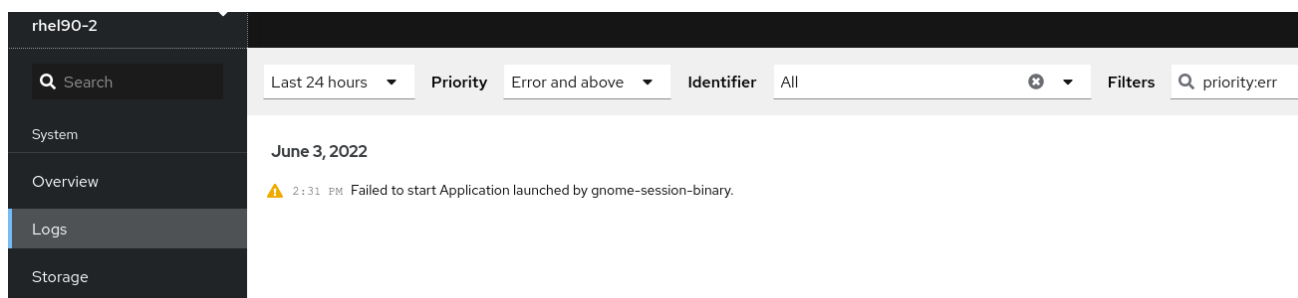 rhel90-2
Search
Last 24 hours Priority Error and above Identifier All Filters priority:err
System
June 3, 2022
Overview
2:31 PM Failed to start Application launched by gnome-session-binary.
Logs
Storage